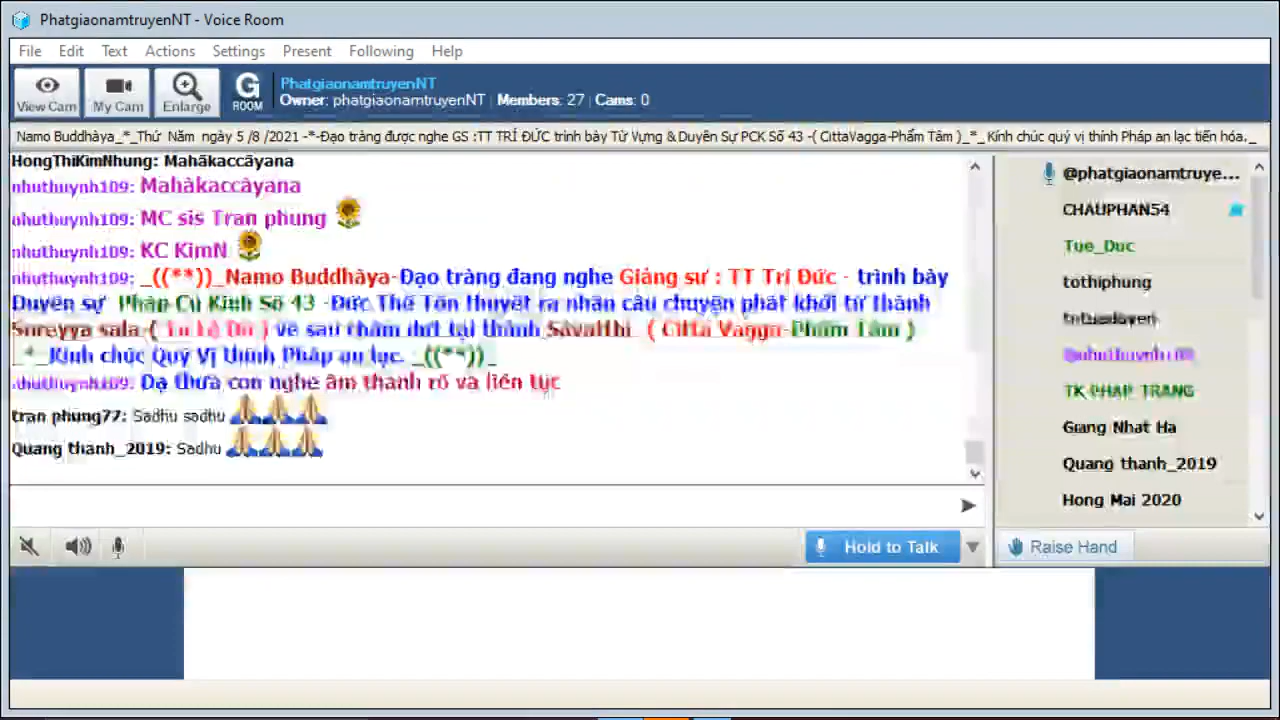 PhatgiaonamtruyenNT - Voice Room
File Edit Text Actions Settings Present Following Help
View Cam My Cam Enlarge G ROOM
PhatgiaonamtruyenNT
Owner: phatgiaonamtruyenNT | Members: 27 | Cams: 0
Namo Buddhàya_*_Thứ Năm ngày 5 /8 /2021 -*-Đạo tràng được nghe GS :TT TRÍ ĐỨC trình bày Từ Vựng & Duyên Sự PCK Số 43 -( CittaVagga-Phẩm Tâm )_*_ Kính chúc quý vị thính Pháp an lạc tiến hóa._
HongThiKimNhung: Mahākaccāyana
nhuthuynh109: Mahàkaccàyana
nhuthuynh109: MC sis Tran phung
nhuthuynh109: KC KimN
nhuthuynh109: _((**))_Namo Buddhàya-Đạo tràng đang nghe Giảng sư : TT Trí Đức - trình bày
Duyên sự Pháp Cú Kinh Số 43 -Đức Thế Tôn thuyết ra nhân câu chuyện phát khởi từ thành
Soreyya về sau chấm dứt tại thành ( Citta Vagga-Phẩm Tâm )
_*_Kính chúc Quý Vị thính Pháp an lạc. _((**))_
nhuthuynh109: Dạ thưa con nghe âm thanh rõ và liên tục
tran phung77: Sadhu sadhu
Quang thanh_2019: Sadhu
@phatgiaonamtruye...
CHAUPHAN54
Tue_Duc
tothiphung
TK PHAP TRANG
Giang Nhat Ha
Quang thanh_2019
Hong Mai 2020
Hold to Talk
Raise Hand